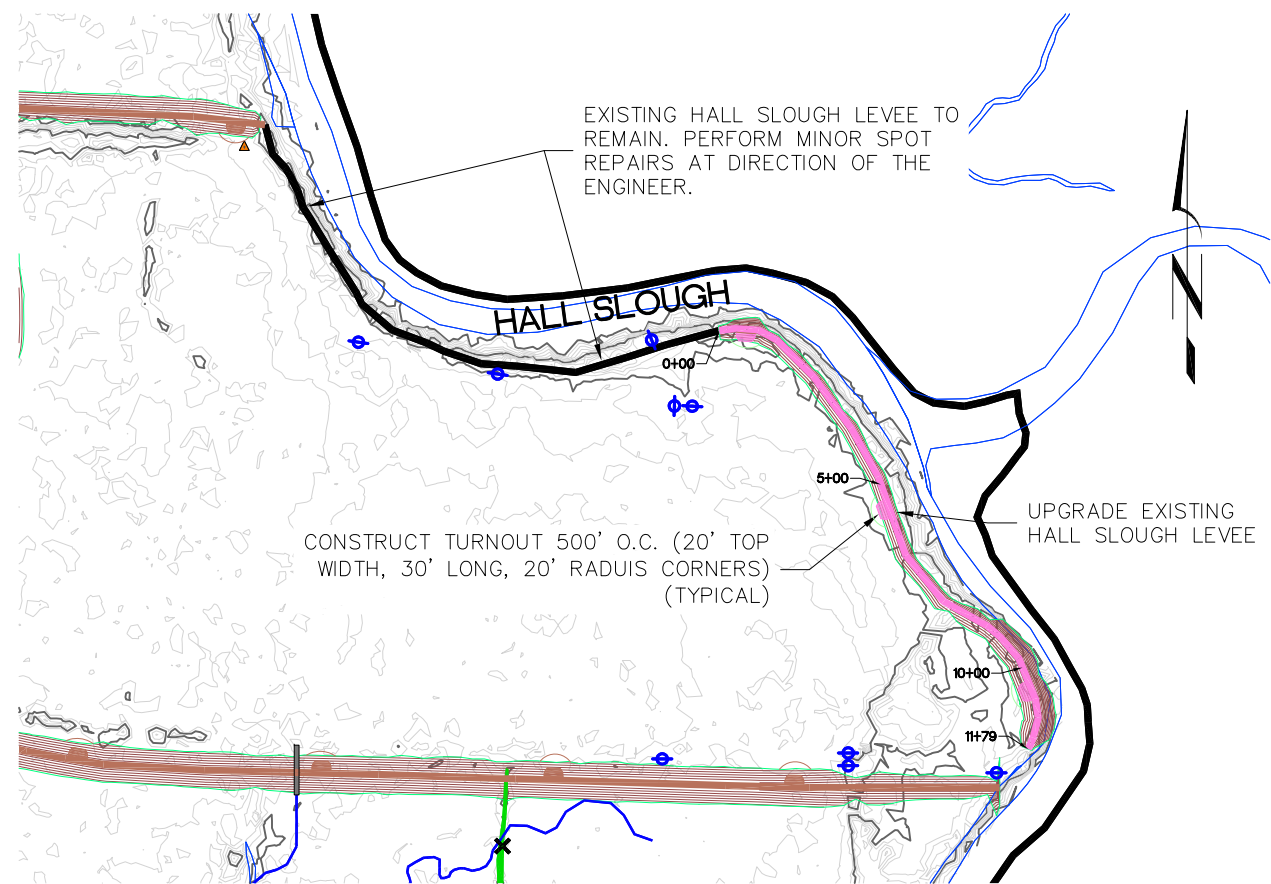 EXISTING HALL SLOUGH LEVEE TO
REMAIN. PERFORM MINOR SPOT
REPAIRS AT DIRECTION OF THE
ENGINEER.
HALL SLOUGH
0+00
5+00
UPGRADE EXISTING
HALL SLOUGH LEVEE
CONSTRUCT TURNOUT 500' O.C. (20' TOP
WIDTH, 30' LONG, 20' RADUIS CORNERS)
(TYPICAL)
10+00
11+79
N